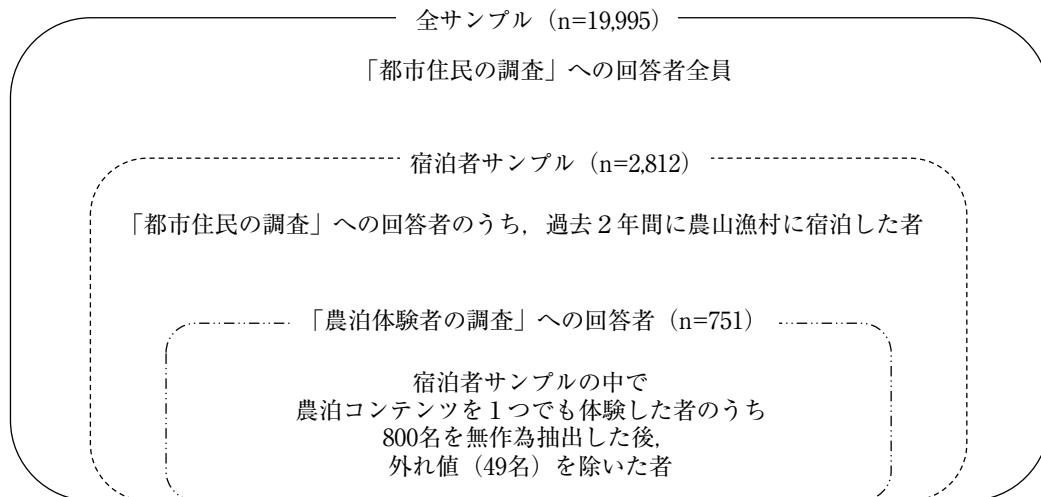 全サンプル（n=19,995）
「都市住民の調査」への回答者全員
宿泊者サンプル（n=2,812）
「都市住民の調査」への回答者のうち，過去２年間に農山漁村に宿泊した者
「農泊体験者の調査」への回答者（n=751）
宿泊者サンプルの中で
農泊コンテンツを１つでも体験した者のうち
800名を無作為抽出した後，
外れ値（49名）を除いた者